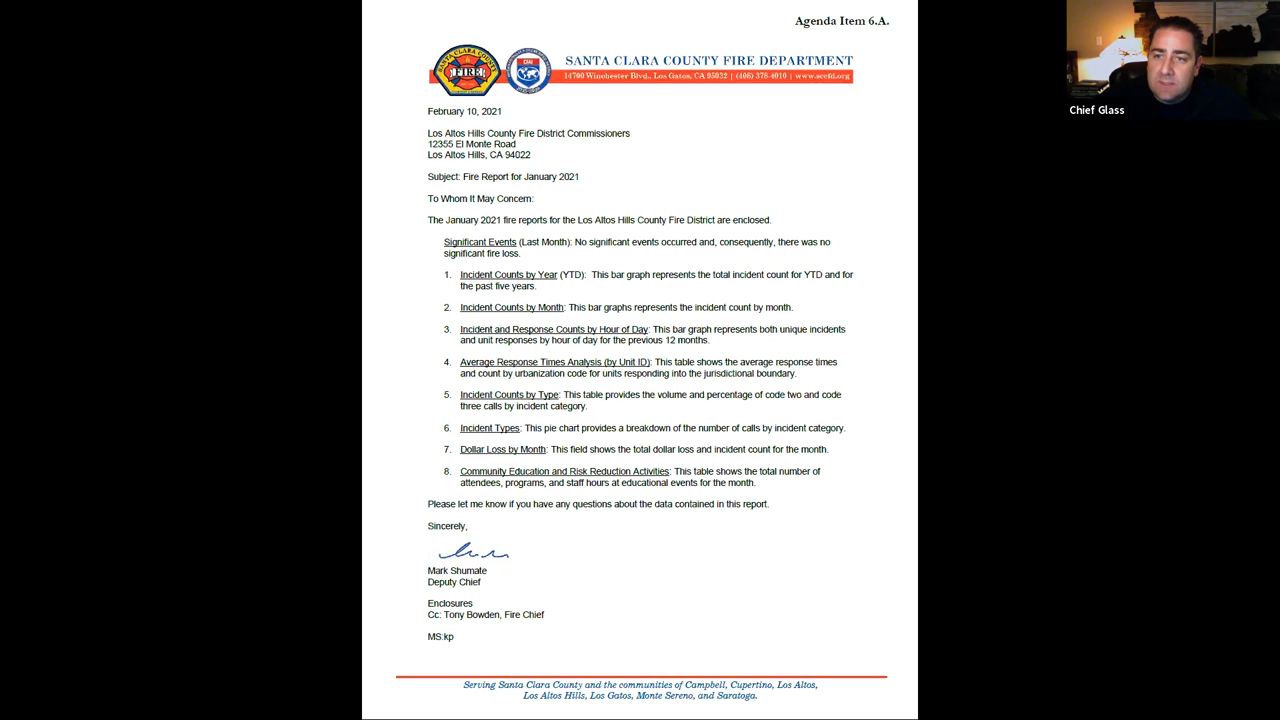 Agenda Item 6.A.
SANTA CLARA COUNTY FIRE DEPARTMENT
14700 Winchester Blvd., Los Gatos, CA 95032 | (408) 378-4010 | www.sccfd.org
SANTA CLARA COUNTY
FIRE
Chief Glass
February 10, 2021
Los Altos Hills County Fire District Commissioners
12355 El Monte Road
Los Altos Hills, CA 94022
Subject: Fire Report for January 2021
To Whom It May Concern:
The January 2021 fire reports for the Los Altos Hills County Fire District are enclosed.
Significant Events (Last Month): No significant events occurred and, consequently, there was no
significant fire loss.
1. Incident Counts by Year (YTD): This bar graph represents the total incident count for YTD and for
the past five years.
2. Incident Counts by Month: This bar graphs represents the incident count by month.
3. Incident and Response Counts by Hour of Day: This bar graph represents both unique incidents
and unit responses by hour of day for the previous 12 months.
4. Average Response Times Analysis (by Unit ID): This table shows the average response times
and count by urbanization code for units responding into the jurisdictional boundary.
5. Incident Counts by Type: This table provides the volume and percentage of code two and code
three calls by incident category.
6. Incident Types: This pie chart provides a breakdown of the number of calls by incident category.
7. Dollar Loss by Month: This field shows the total dollar loss and incident count for the month.
8. Community Education and Risk Reduction Activities: This table shows the total number of
attendees, programs, and staff hours at educational events for the month.
Please let me know if you have any questions about the data contained in this report.
Sincerely,
Mark Shumate
Deputy Chief
Enclosures
Cc: Tony Bowden, Fire Chief
MS:kp
Serving Santa Clara County and the communities of Campbell, Cupertino, Los Altos,
Los Altos Hills, Los Gatos, Monte Sereno, and Saratoga.